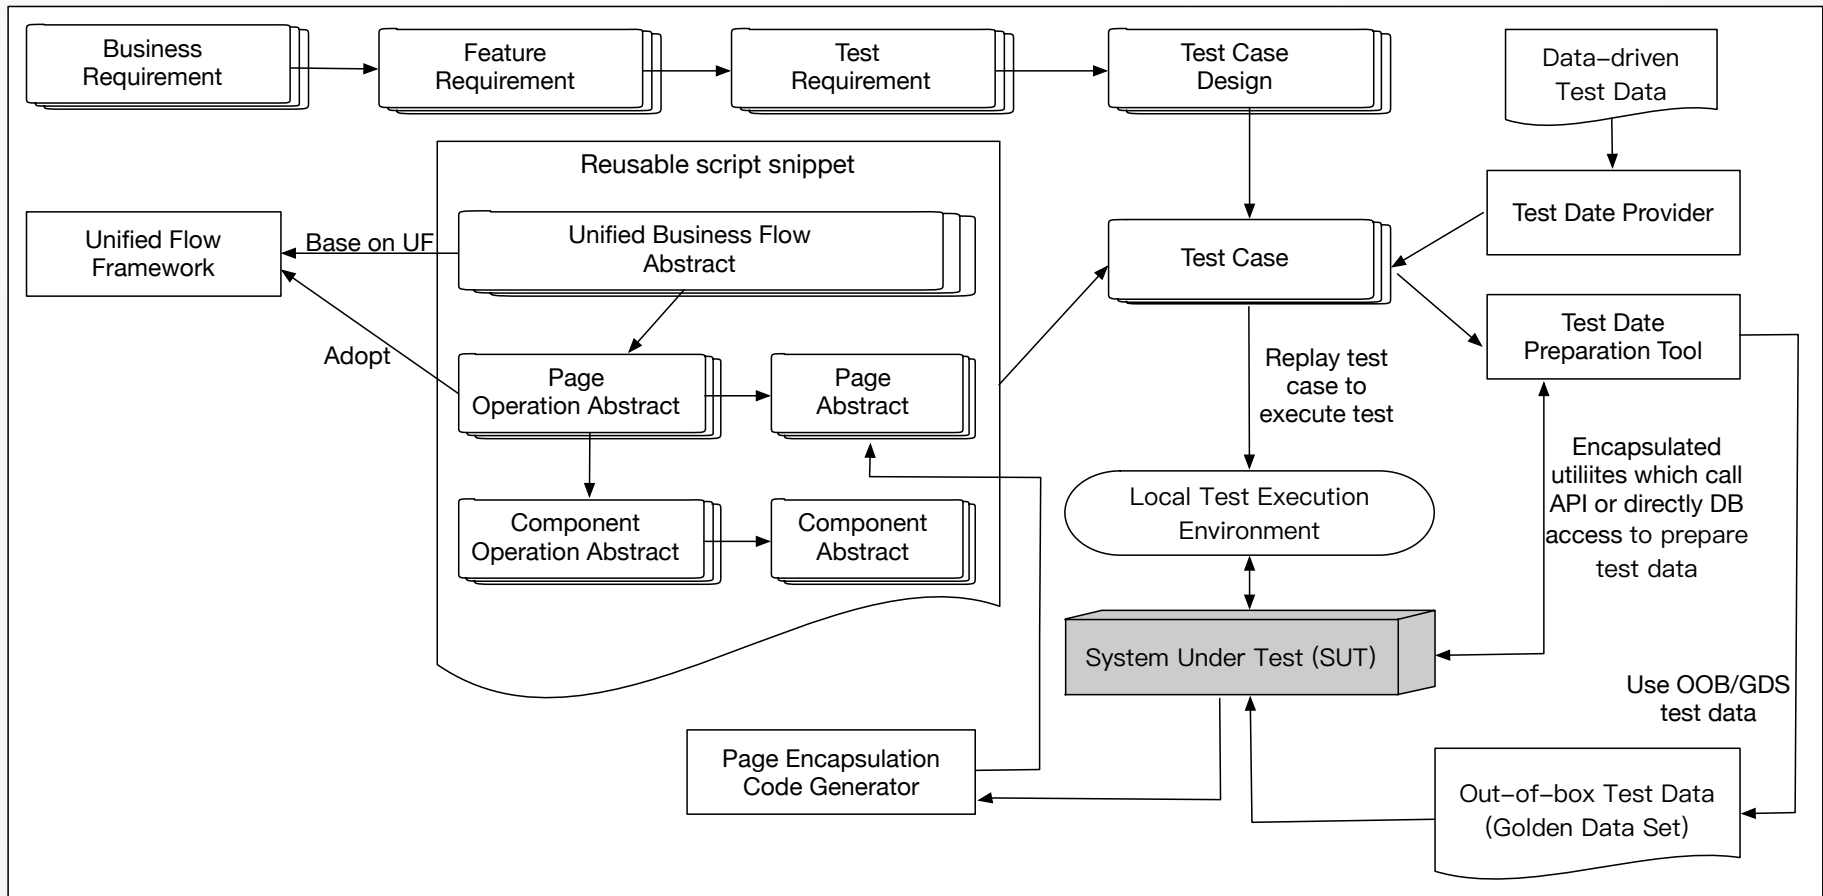 Business
Requirement
Feature
Requirement
Test
Requirement
Test Case
Design
Data-driven
Test Data
Reusable script snippet
Unified Flow
Framework
Base on UF
Unified Business Flow
Abstract
Test Case
Test Date Provider
Adopt
Page
Operation Abstract
Page
Abstract
Replay test
case to
execute test
Test Date
Preparation Tool
Component
Operation Abstract
Component
Abstract
Local Test Execution
Environment
Encapsulated
utiliites which call
API or directly DB
access to prepare
test data
System Under Test (SUT)
Use OOB/GDS
test data
Page Encapsulation
Code Generator
Out-of-box Test Data
(Golden Data Set)